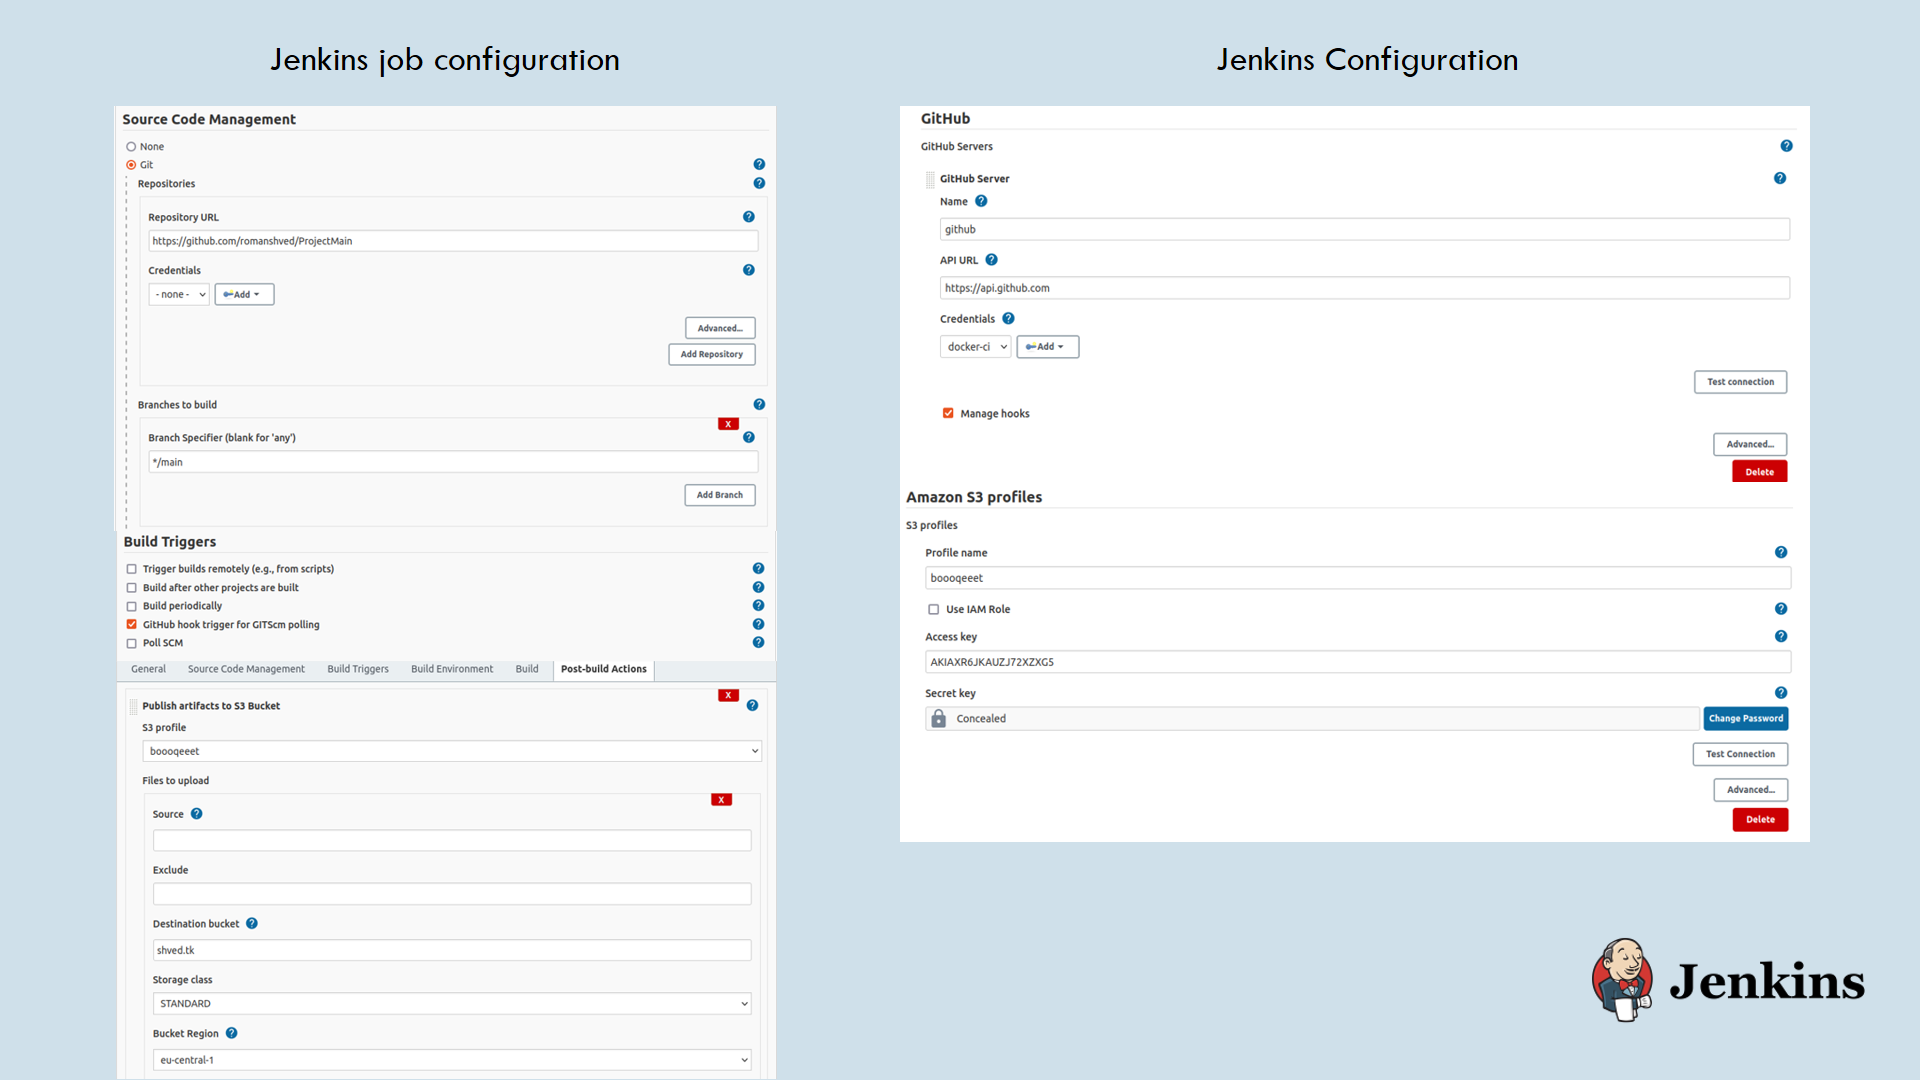 Jenkins job configuration
Source Code Management
None
Git
Repositories
Repository URL
https://github.com/romanshved/ProjectMain
Credentials
- none -
Add
Advanced...
Add Repository
Branches to build
X
Branch Specifier (blank for 'any')
*/main
Add Branch
Build Triggers
Trigger builds remotely (e.g., from scripts)
Build after other projects are built
Build periodically
GitHub hook trigger for GITScm polling
Poll SCM
General Source Code Management Build Triggers Build Environment Build Post-build Actions
X
Publish artifacts to S3 Bucket
S3 profile
boooqeeet
Files to upload
X
Source
Exclude
Destination bucket
shved.tk
Storage class
STANDARD
Bucket Region
eu-central-1
Jenkins Configuration
GitHub
GitHub Servers
GitHub Server
Name
github
API URL
https://api.github.com
Credentials
docker-ci
Add
Test connection
Manage hooks
Advanced...
Delete
Amazon S3 profiles
S3 profiles
Profile name
boooqeeet
Use IAM Role
Access key
AKIAXR6JKAUZJ72XZXG5
Secret key
Concealed
Change Password
Test Connection
Advanced...
Delete
Jenkins